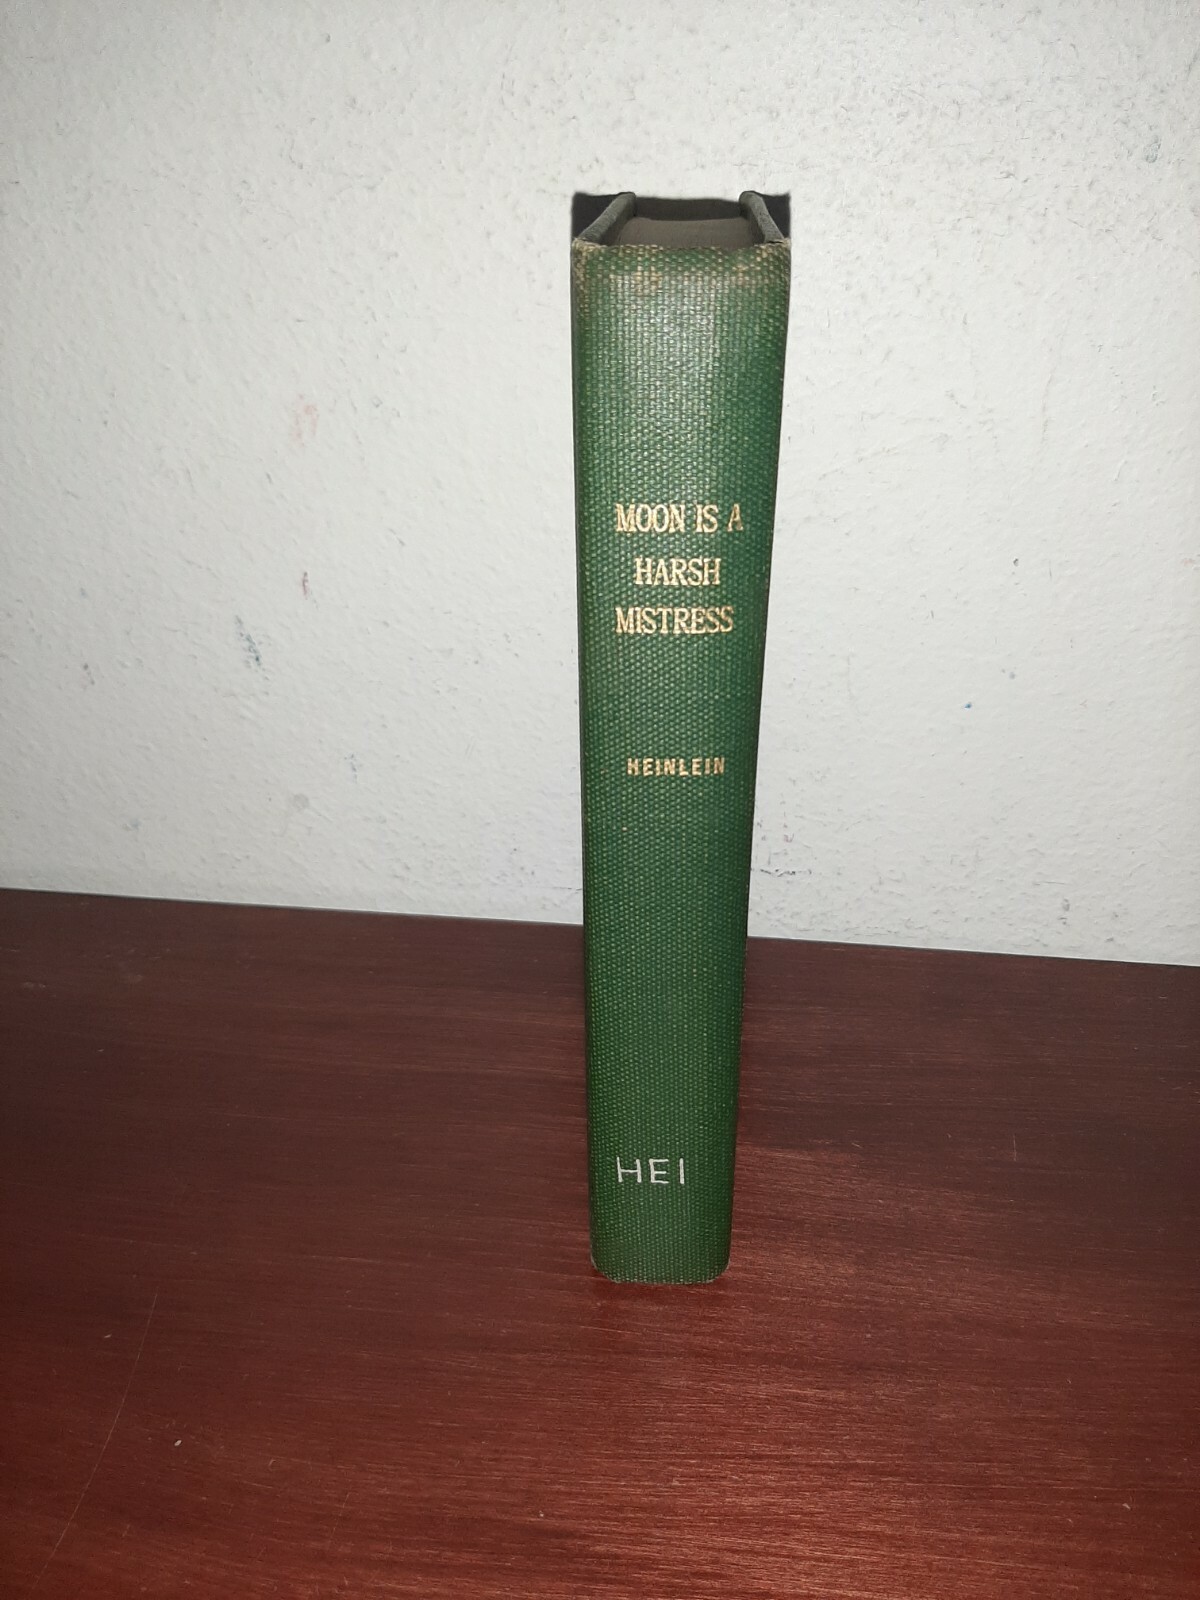 MOON IS A
HARSH
MISTRESS
HEINLEIN
HEI